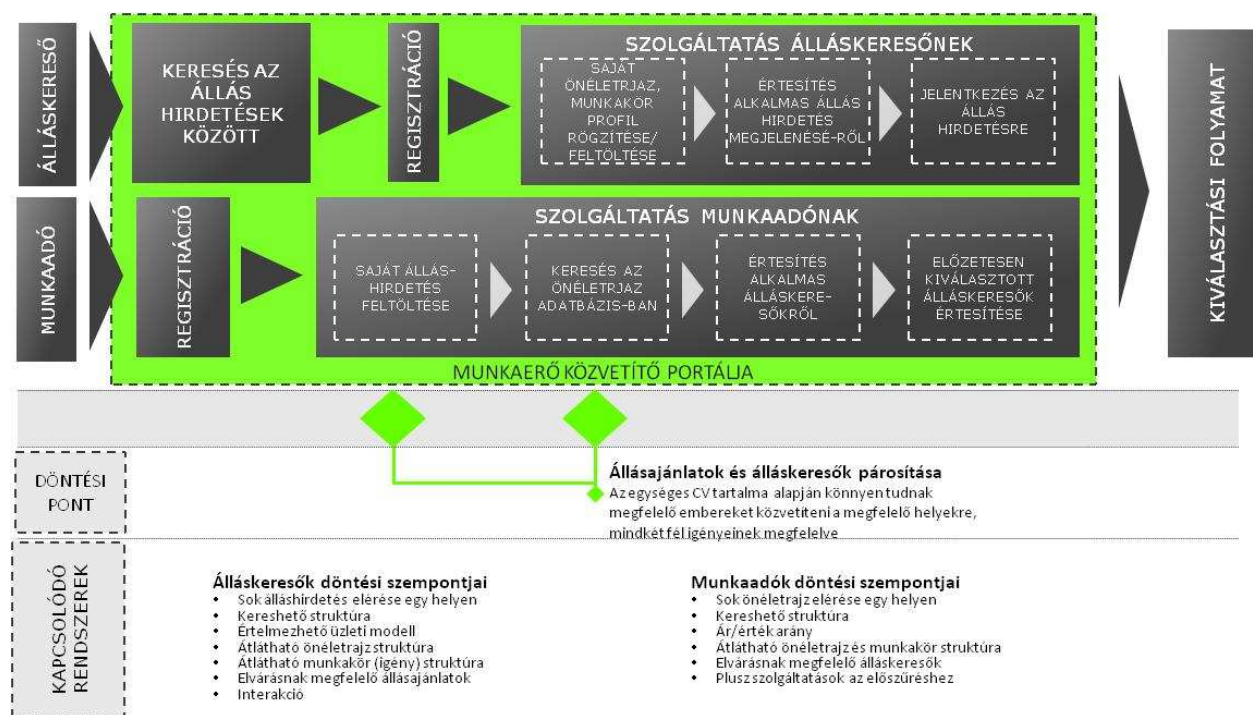 ÁLLÁSKERESŐ
KERESÉS AZ
ÁLLÁS
HIRDETÉSEK
KÖZÖTT
REGISZTRÁCIÓ
SZOLGÁLTATÁS ÁLLÁSKERESŐNEK
SAJÁT
ÖNÉLETRJAZ,
MUNKAKÖR
PROFIL
RÖGZÍTÉSE/
FELTÖLTÉSE
ÉRTESÍTÉS
ALKALMAS ÁLLÁS
HIRDETÉS
MEGJELENÉSÉ-RŐL
JELENTKEZÉS AZ
ÁLLÁS
HIRDETÉSRE
MUNKAADÓ
REGISZTRÁCIÓ
SZOLGÁLTATÁS MUNKAADÓNAK
SAJÁT ÁLLÁS-
HIRDETÉS
FELTÖLTÉSE
KERESÉS AZ
ÖNÉLETRJAZ
ADATBÁZIS-BAN
ÉRTESÍTÉS
ALKALMAS
ÁLLÁSKERE-
SŐKRŐL
ELŐZETESEN
KIVÁLASZTOTT
ÁLLÁSKERESŐK
ÉRTESÍTÉSE
KIVÁLASZTÁSI FOLYAMAT
MUNKAERŐ KÖZVETÍTŐ PORTÁLJA
DÖNTÉSI
PONT
Állásajánlatok és álláskeresők párosítása
Az egységes CV tartalma alapján könnyen tudnak
megfelelő embereket közvetíteni a megfelelő helyekre,
mindkét fél igényeinek megfelelve
KAPCSOLÓDÓ
RENDSZEREK
Álláskeresők döntési szempontjai
• Sok álláshirdetés elérése egy helyen
• Kereshető struktúra
• Értelmezhető üzleti modell
• Átlátható önéletrajz struktúra
• Átlátható munkakör (igény) struktúra
• Elvárásnak megfelelő állásajánlatok
• Interakció
Munkaadók döntési szempontjai
• Sok önéletrajz elérése egy helyen
• Kereshető struktúra
• Ár/érték arány
• Átlátható önéletrajz és munkakör struktúra
• Elvárásnak megfelelő álláskeresők
• Plusz szolgáltatások az előszűréshez